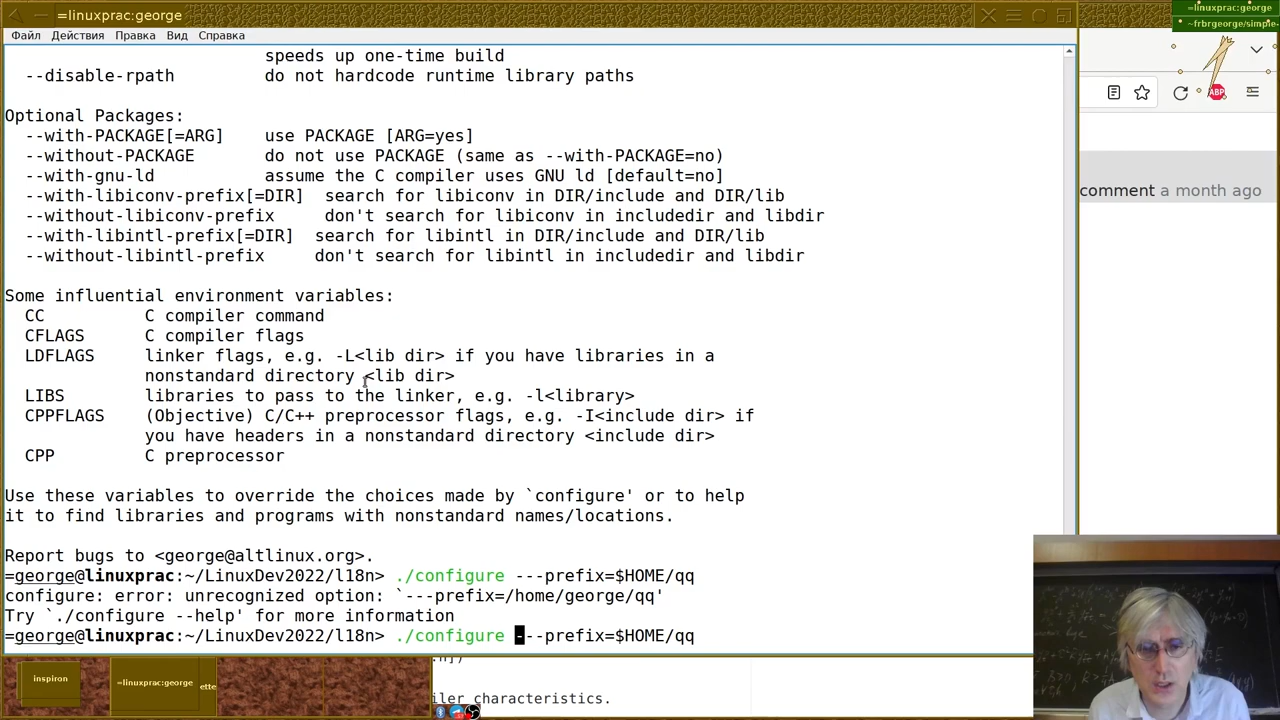 =linuxprac:george
=linuxprac:george
~frbrgeorge/simple-
Файл Действия Правка Вид Справка
speeds up one-time build
--disable-rpath do not hardcode runtime library paths
Optional Packages:
--with-PACKAGE[=ARG] use PACKAGE [ARG=yes]
--without-PACKAGE do not use PACKAGE (same as --with-PACKAGE=no)
--with-gnu-ld assume the C compiler uses GNU ld [default=no]
--with-libiconv-prefix[=DIR] search for libiconv in DIR/include and DIR/lib
--without-libiconv-prefix don't search for libiconv in includedir and libdir
--with-libintl-prefix[=DIR] search for libintl in DIR/include and DIR/lib
--without-libintl-prefix don't search for libintl in includedir and libdir
Some influential environment variables:
CC C compiler command
CFLAGS C compiler flags
LDFLAGS linker flags, e.g. -L<lib dir> if you have libraries in a
nonstandard directory <lib dir>
LIBS libraries to pass to the linker, e.g. -l<library>
CPPFLAGS (Objective) C/C++ preprocessor flags, e.g. -I<include dir> if
you have headers in a nonstandard directory <include dir>
CPP C preprocessor
Use these variables to override the choices made by `configure' or to help
it to find libraries and programs with nonstandard names/locations.
Report bugs to <george@altlinux.org>.
=george@linuxprac:~/LinuxDev2022/l18n> ./configure ---prefix=$HOME/qq
configure: error: unrecognized option: `---prefix=/home/george/qq'
Try `./configure --help' for more information
=george@linuxprac:~/LinuxDev2022/l18n> ./configure ---prefix=$HOME/qq
ABP
comment a month ago
inspiron
=linuxprac:george
ette
iler characteristics.